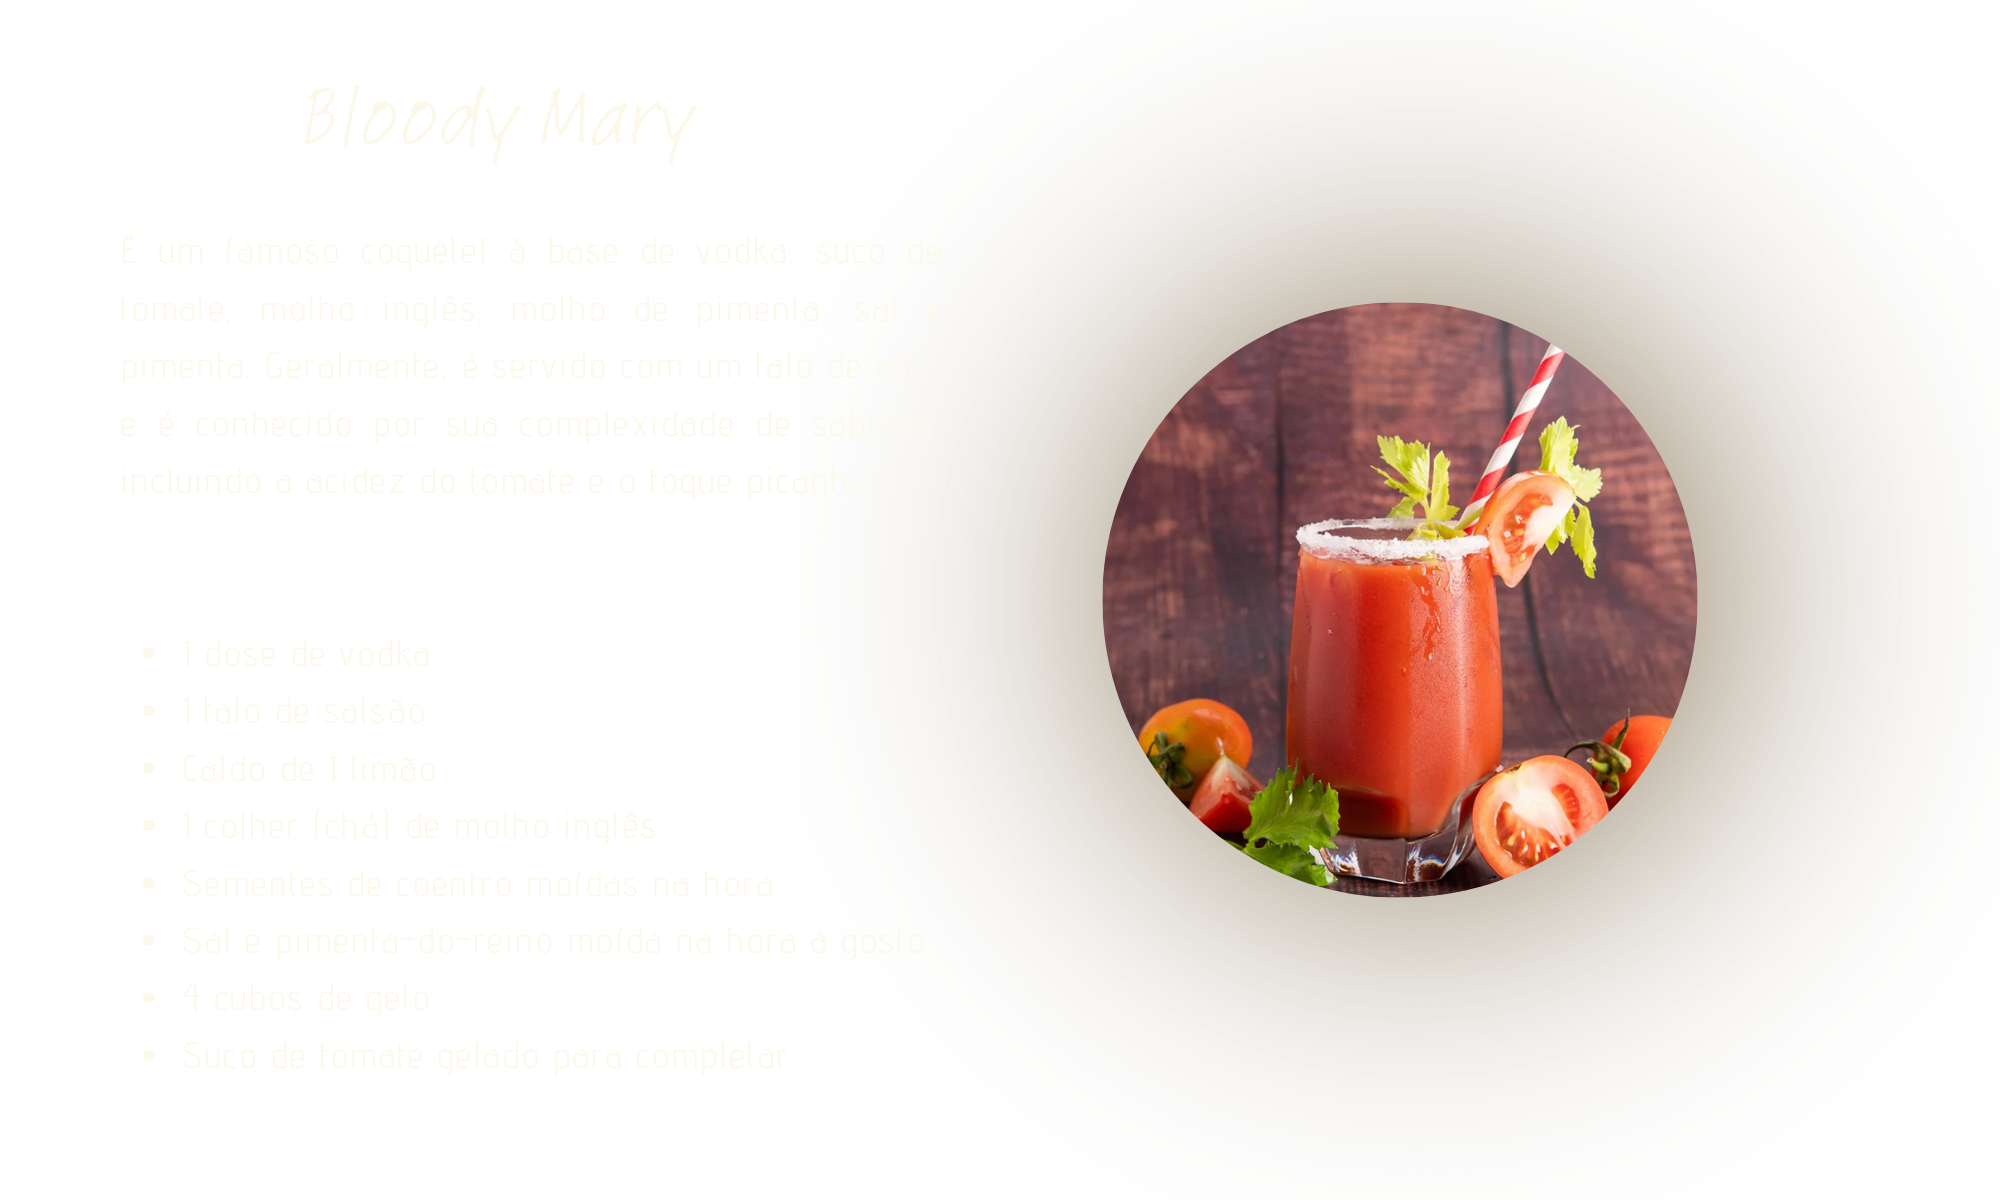 Bloody Mary
É um famoso coquetel à base de vodka, suco de
tomate, molho inglês, molho de pimenta, sal e
pimenta. Geralmente, é servido com um talo de aipo
e é conhecido por sua complexidade de sabores,
incluindo a acidez do tomate e o toque picante.
1 dose de vodka
1 talo de salsão
Caldo de 1 limão
1 colher (chá) de molho inglês
Sementes de coentro moídas na hora
Sal e pimenta-do-reino moída na hora a gosto
4 cubos de gelo
Suco de tomate gelado para completar